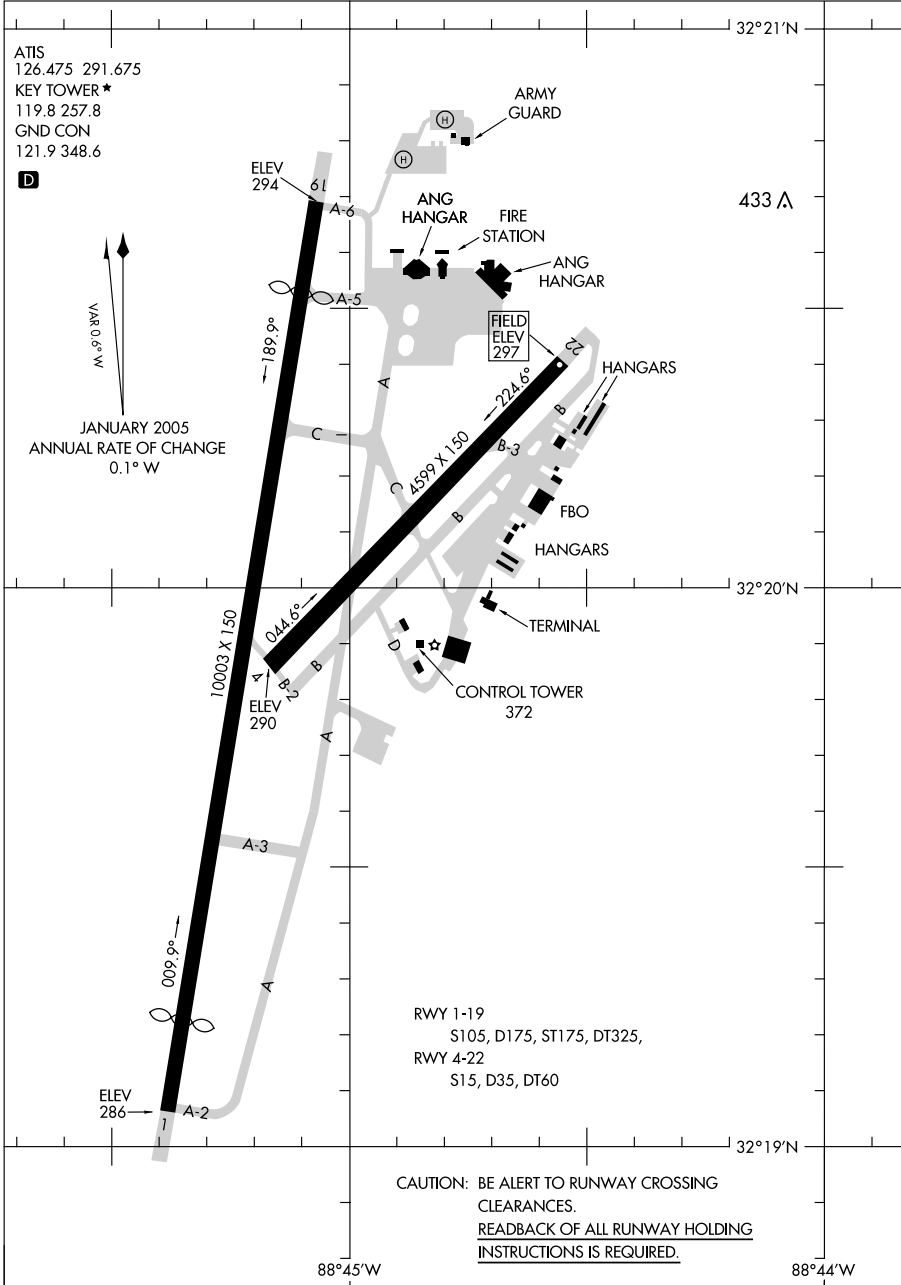 32°21'N
ATIS
126.475 291.675
KEY TOWER★
119.8 257.8
GND CON
121.9 348.6
D
ARMY
GUARD
H
H
ELEV
294
19
A-6
433
ANG
HANGAR
FIRE
STATION
ANG
HANGAR
A-5
VAR 0.6° W
189.9°
FIELD
ELEV
297
22
224.6°
HANGARS
A
B
JANUARY 2005
ANNUAL RATE OF CHANGE
0.1° W
C
B-3
4599 X 150
C
B
FBO
HANGARS
32°20'N
044.6°
TERMINAL
10003 X 150
D
B
4
B-2
CONTROL TOWER
372
ELEV
290
A
A-3
009.9°
A
RWY 1-19
S105, D175, ST175, DT325,
RWY 4-22
S15, D35, DT60
ELEV
286
A-2
1
32°19'N
CAUTION: BE ALERT TO RUNWAY CROSSING
CLEARANCES.
READBACK OF ALL RUNWAY HOLDING
INSTRUCTIONS IS REQUIRED.
88°45'W
88°44'W